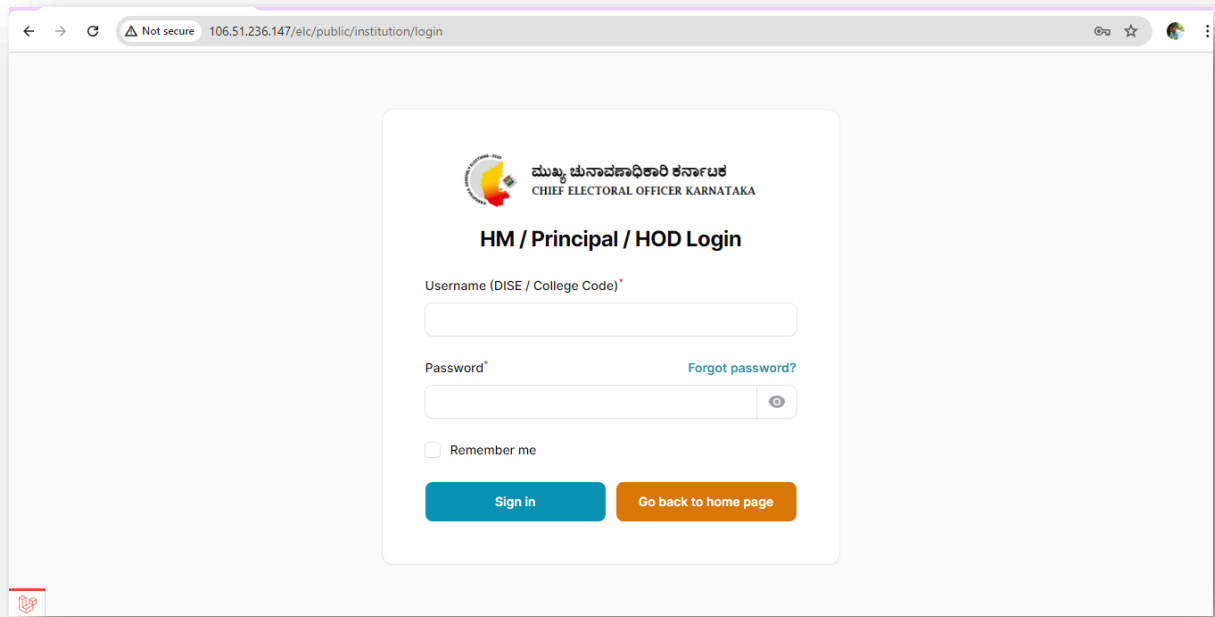 Not secure 106.51.236.147/elc/public/institution/login
ಮುಖ್ಯ ಚುನಾವಣಾಧಿಕಾರಿ ಕರ್ನಾಟಕ
CHIEF ELECTORAL OFFICER KARNATAKA
HM / Principal / HOD Login
Username (DISE / College Code)*
Password* Forgot password?
Remember me
Sign in Go back to home page